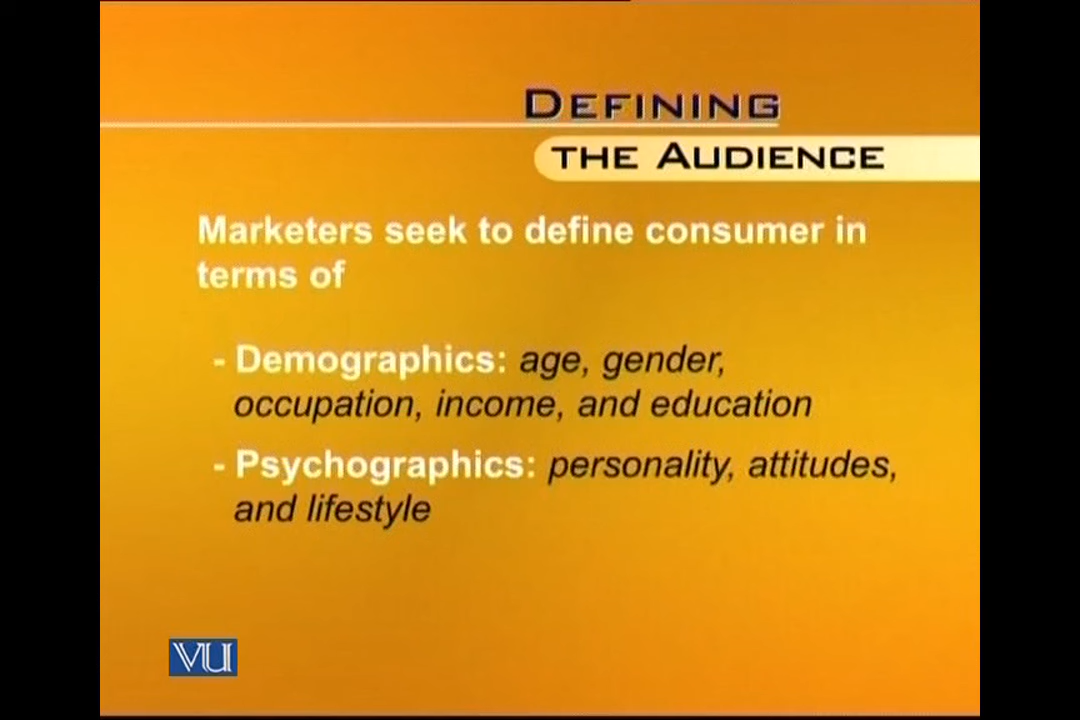 DEFINING
THE AUDIENCE
Marketers seek to define consumer in
terms of
- Demographics: age, gender,
occupation, income, and education
- Psychographics: personality, attitudes,
and lifestyle
VU